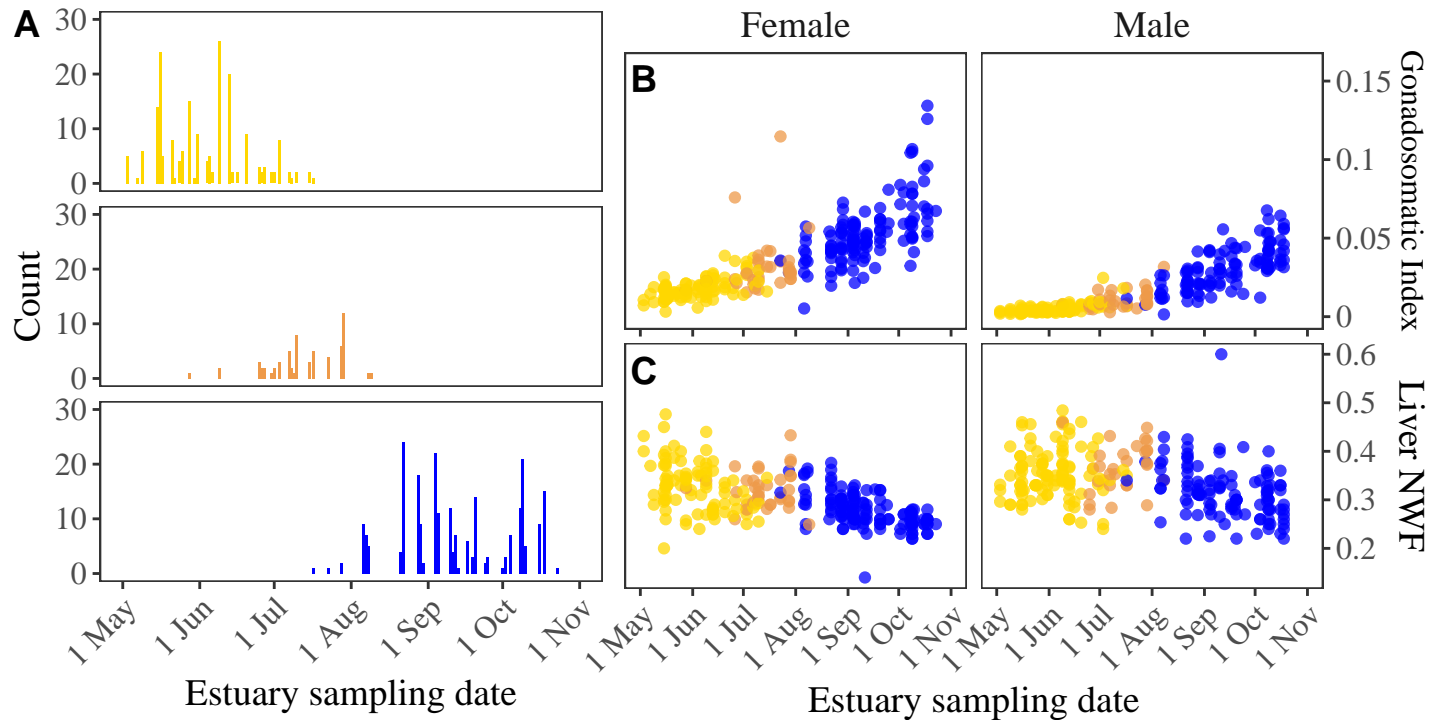 A
30
20
10
0
30
20
10
0
30
20
10
0
Count
1 May
1 Jun
1 Jul
1 Aug
1 Sep
1 Oct
1 Nov
Estuary sampling date
Female
Male
B
0.15
0.1
0.05
0
Gonadosomatic Index
C
0.6
0.5
0.4
0.3
0.2
Liver NWF
1 May
1 Jun
1 Jul
1 Aug
1 Sep
1 Oct
1 Nov
1 May
1 Jun
1 Jul
1 Aug
1 Sep
1 Oct
1 Nov
Estuary sampling date